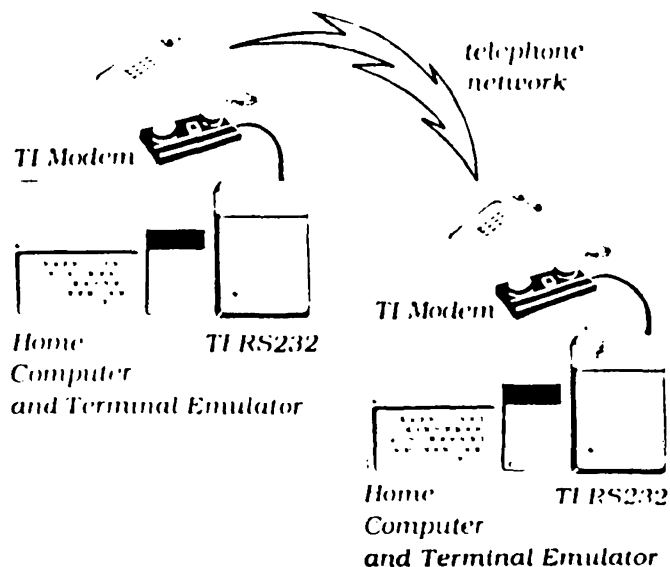 telephone
network
TI Modem
Home
Computer
and Terminal Emulator
TI RS232
TI Modem
Home
Computer
and Terminal Emulator
TI RS232